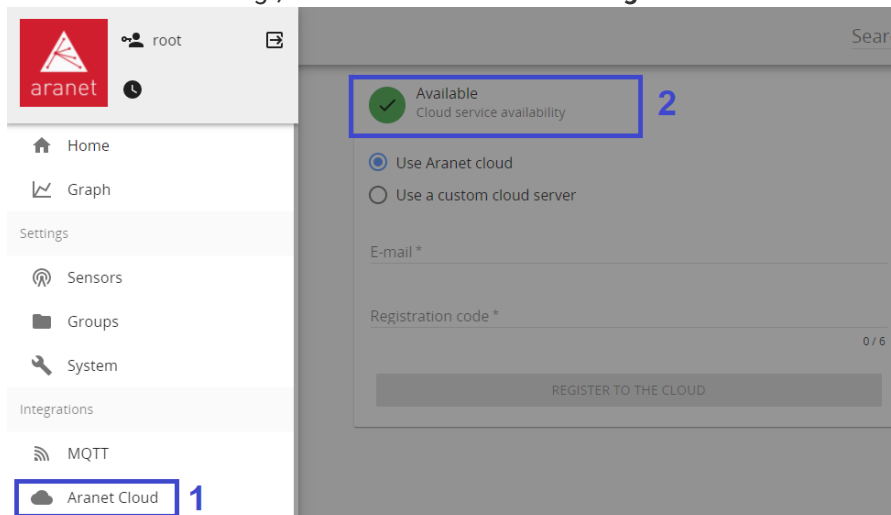 root
aranet
Home
Graph
Settings
Sensors
Groups
System
Integrations
MQTT
Aranet Cloud
1
Sear
Available
Cloud service availability
2
Use Aranet cloud
Use a custom cloud server
E-mail *
Registration code *
0 / 6
REGISTER TO THE CLOUD